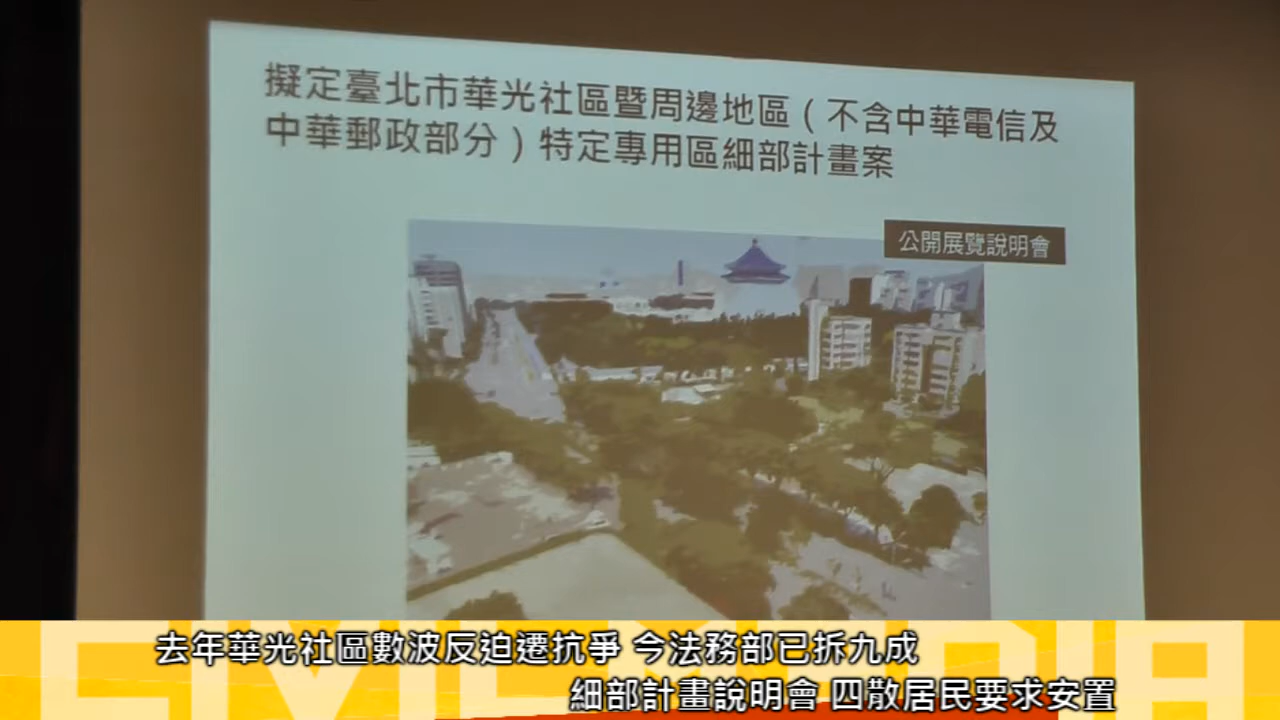 擬定臺北市華光社區暨周邊地區（不含中華電信及
中華郵政部分）特定專用區細部計畫案
公開展覽說明會
去年華光社區數波反迫遷抗爭 今法務部已拆九成
細部計畫說明會 四散居民要求安置